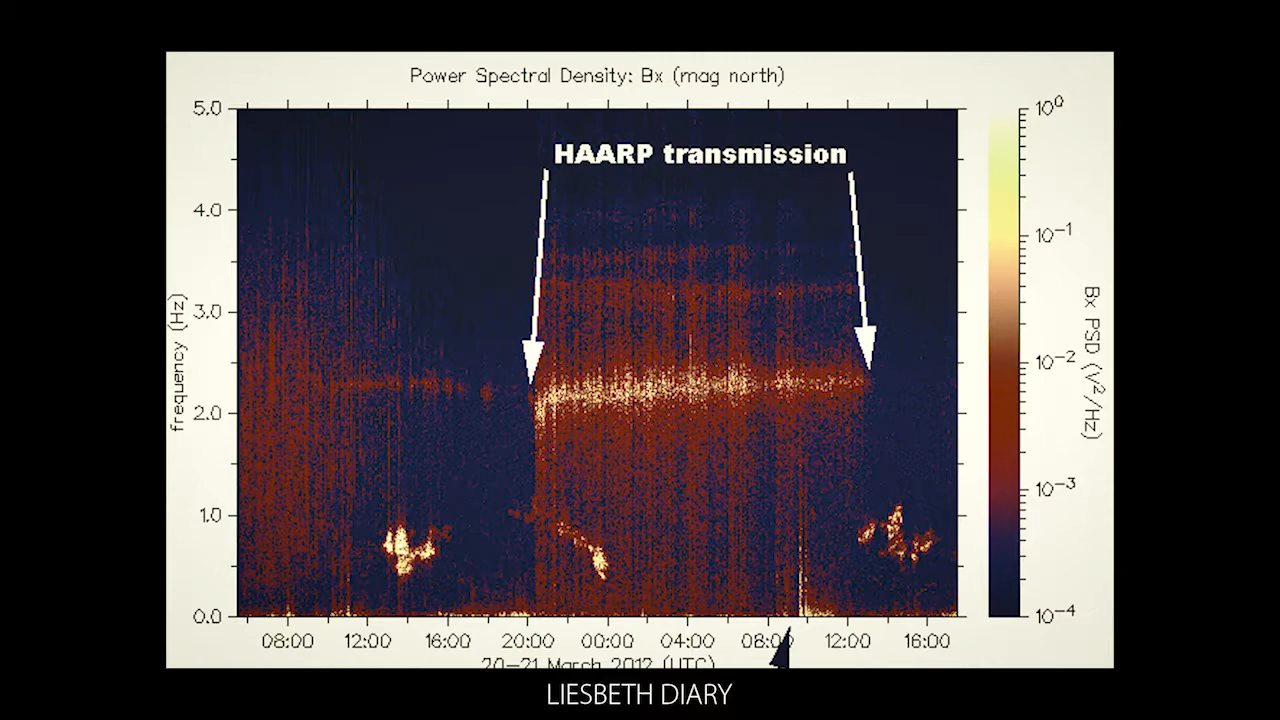 Power Spectral Density: Bx (mag north)
HAARP transmission
frequency (Hz)
5.0
4.0
3.0
2.0
1.0
0.0
08:00 12:00 16:00 20:00 00:00 04:00 08:00 12:00 16:00
20-21 March 2012 (UTC)
10⁰
10⁻¹
10⁻²
10⁻³
10⁻⁴
Bx PSD (V²/Hz)
LIESBETH DIARY